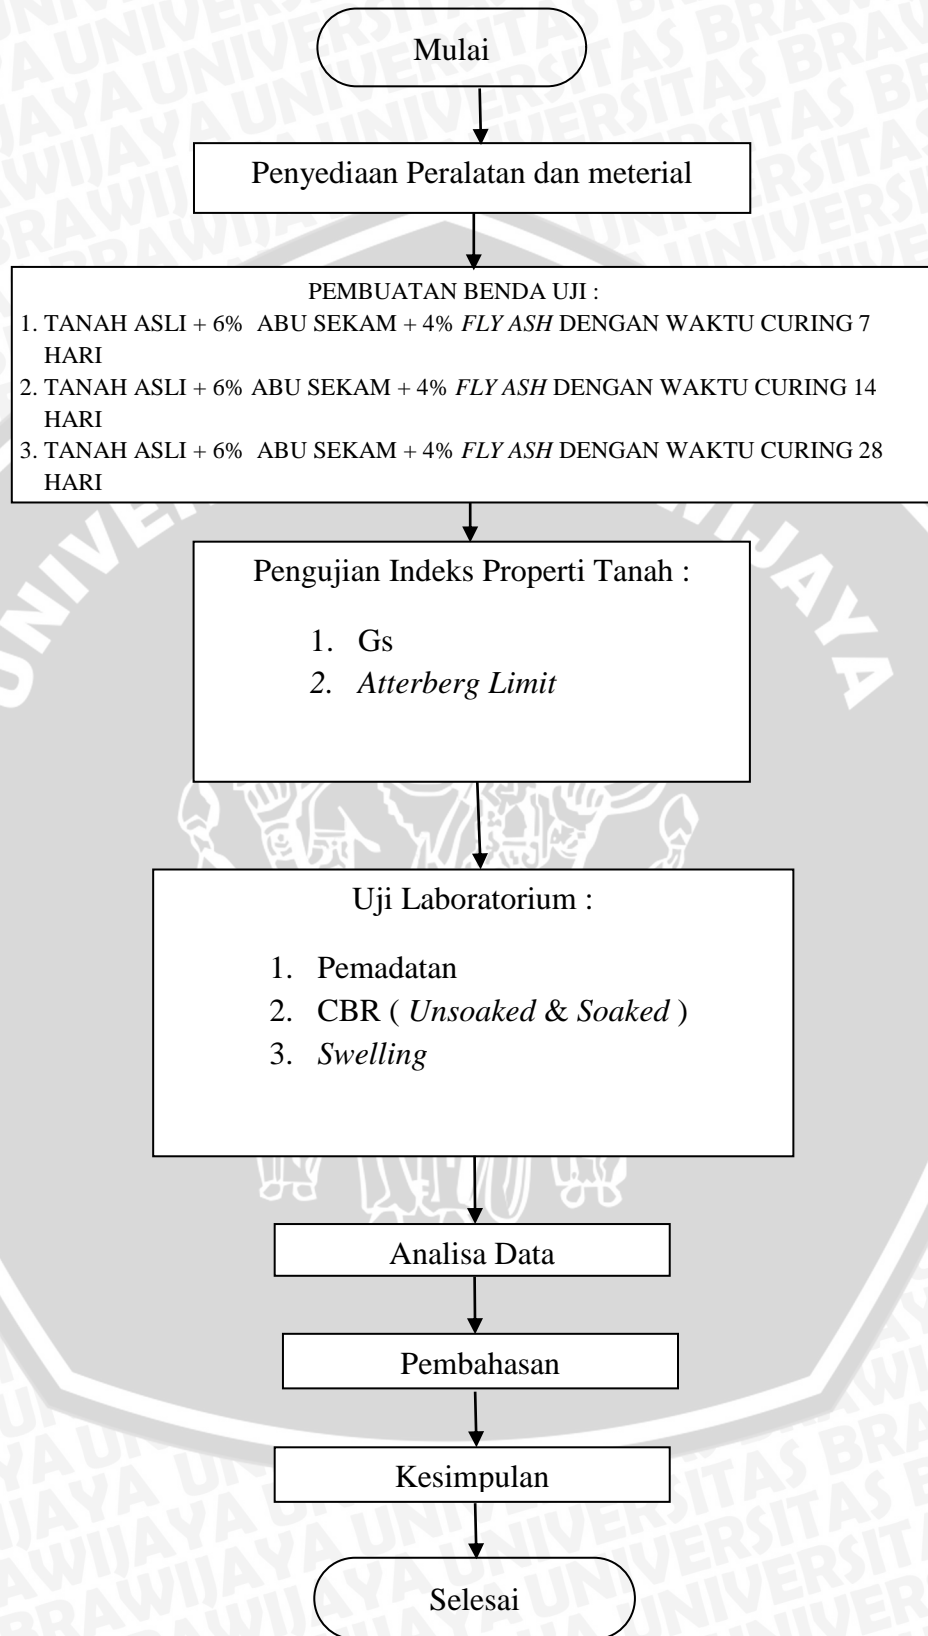 Mulai
Penyediaan Peralatan dan meterial
PEMBUATAN BENDA UJI :
1. TANAH ASLI + 6% ABU SEKAM + 4% FLY ASH DENGAN WAKTU CURING 7
HARI
2. TANAH ASLI + 6% ABU SEKAM + 4% FLY ASH DENGAN WAKTU CURING 14
HARI
3. TANAH ASLI + 6% ABU SEKAM + 4% FLY ASH DENGAN WAKTU CURING 28
HARI
Pengujian Indeks Properti Tanah :
1. Gs
2. Atterberg Limit
Uji Laboratorium :
1. Pemadatan
2. CBR ( Unsoaked & Soaked )
3. Swelling
Analisa Data
Pembahasan
Kesimpulan
Selesai